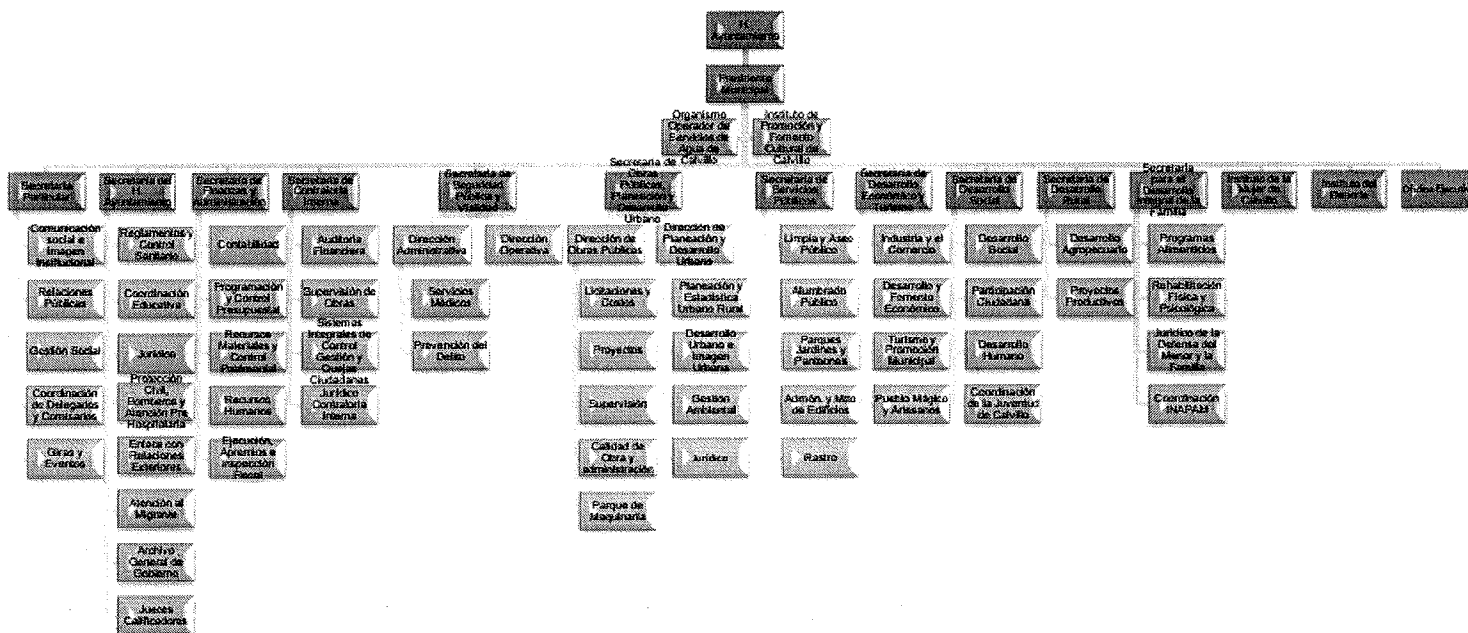 H.
Ayuntamiento
Presidente
Municipal
Organismo
Operador de
Servicios de
Agua de
Calvillo
Instituto de
Promoción y
Fomento
Cultural de
Calvillo
Secretaría
Particular
Secretaría del
H.
Ayuntamiento
Secretaría de
Finanzas y
Administración
Secretaría de
Contraloría
Interna
Secretaría de
Seguridad
Pública y
Vialidad
Secretaría de
Obras
Públicas,
Planeación y
Desarrollo
Urbano
Secretaría de
Servicios
Públicos
Secretaría de
Desarrollo
Económico y
Turismo
Secretaría de
Desarrollo
Social
Secretaría de
Desarrollo
Rural
Secretaría
para el
Desarrollo
Integral de la
Familia
Instituto de la
Mujer de
Calvillo
Instituto del
Deporte
Oficina Ejecutiva
Comunicación
social e
Imagen
Institucional
Relaciones
Públicas
Gestión Social
Coordinación
de Delegados
y Comisarios
Giras y
Eventos
Reglamentos y
Control
Sanitario
Coordinación
Educativa
Jurídico
Protección
Civil,
Bomberos y
Atención Pre
Hospitalaria
Enlace con
Relaciones
Exteriores
Atención al
Migrante
Archivo
General de
Gobierno
Jueces
Calificadores
Contabilidad
Programación
y Control
Presupuestal
Recursos
Materiales y
Control
Patrimonial
Recursos
Humanos
Ejecución,
Apremios e
Inspección
Fiscal
Auditoría
Financiera
Supervisión de
Obras
Sistemas
Integrales de
Control
Gestión y
Quejas
Ciudadanas
Jurídico
Contraloría
Interna
Dirección
Administrativa
Servicios
Médicos
Prevención del
Delito
Dirección
Operativa
Dirección de
Obras Públicas
Licitaciones y
Costos
Proyectos
Supervisión
Calidad de
Obra y
administración
Parque de
Maquinaria
Dirección de
Planeación y
Desarrollo
Urbano
Planeación y
Estadística
Urbano Rural
Desarrollo
Urbano e
Imagen
Urbana
Gestión
Ambiental
Jurídico
Limpia y Aseo
Público
Alumbrado
Público
Parques
Jardines y
Panteones
Admón. y Mtto
de Edificios
Rastro
Industria y el
Comercio
Desarrollo y
Fomento
Económico
Turismo y
Promoción
Municipal
Pueblo Mágico
y Artesanos
Desarrollo
Social
Participación
Ciudadana
Desarrollo
Humano
Coordinación
de la Juventud
de Calvillo
Desarrollo
Agropecuario
Proyectos
Productivos
Programas
Alimenticios
Rehabilitación
Física y
Psicológica
Jurídico de la
Defensa del
Menor y la
Familia
Coordinación
INAPAM